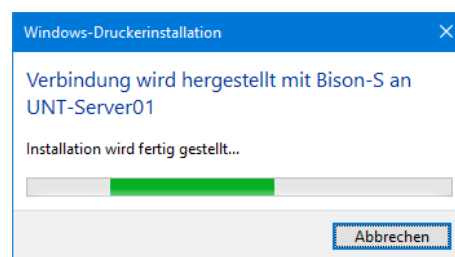 Windows-Druckerinstallation
Verbindung wird hergestellt mit Bison-S an
UNT-Server01
Installation wird fertig gestellt...
Abbrechen